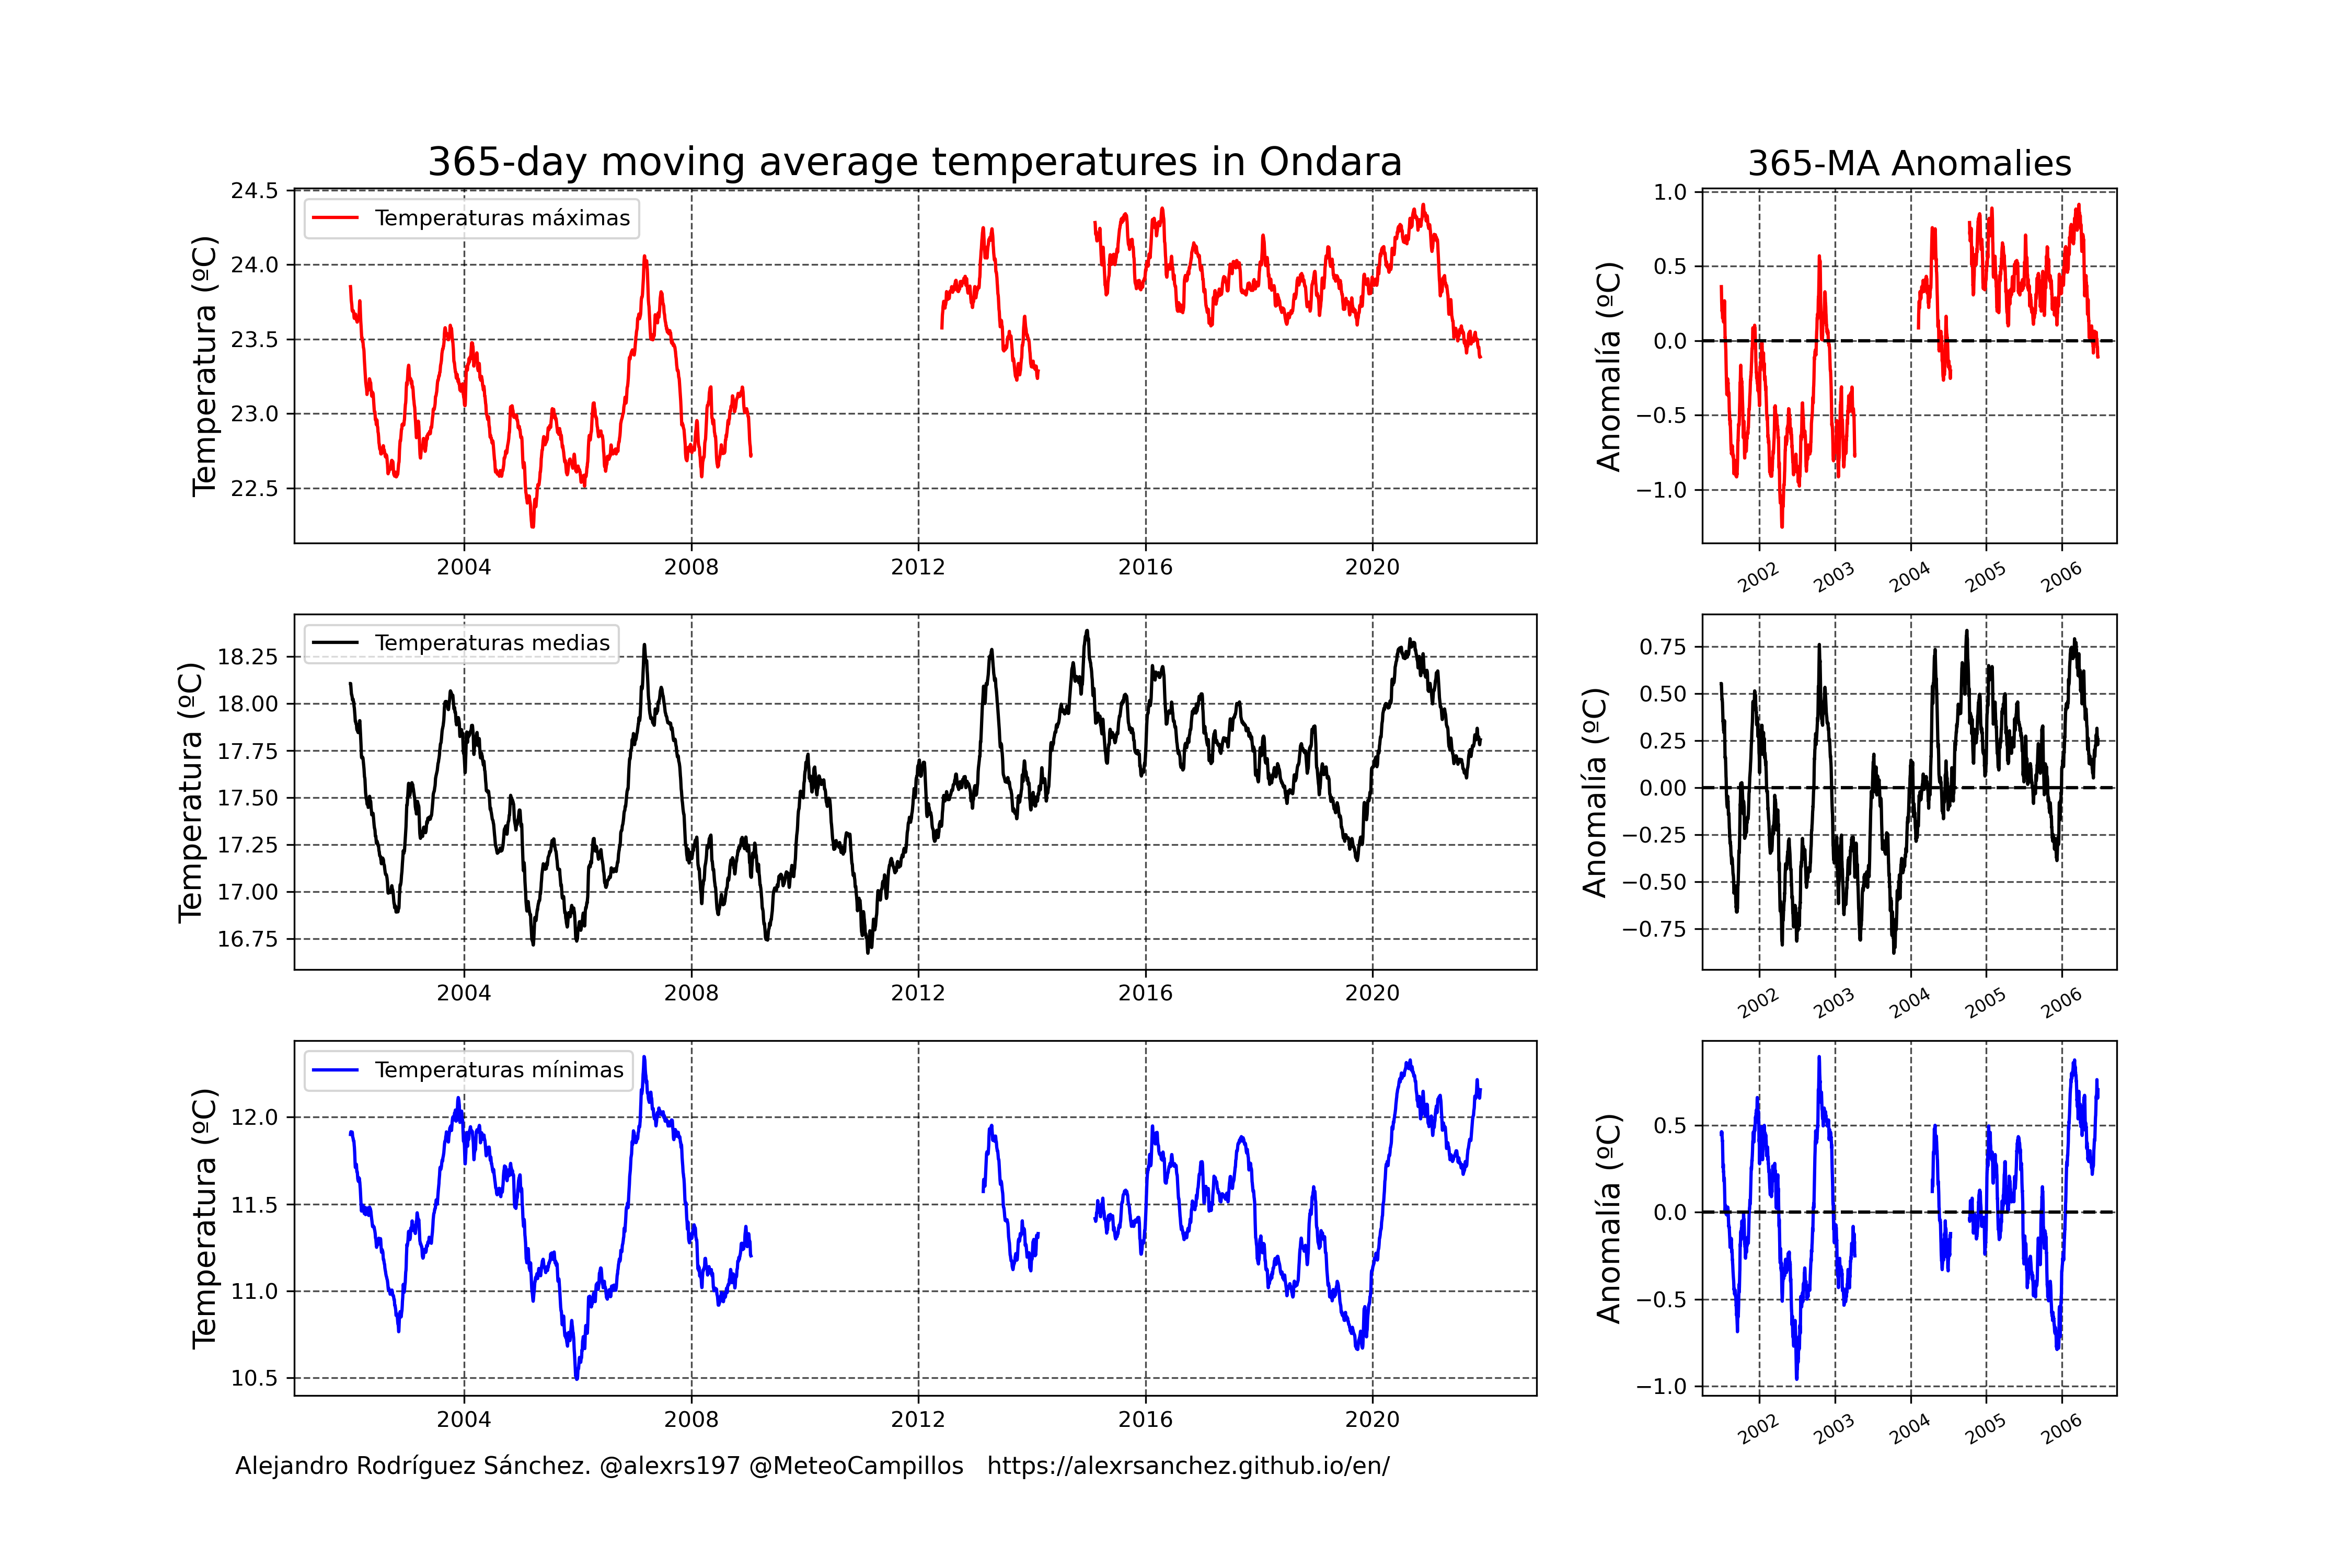 365-day moving average temperatures in Ondara
365-MA Anomalies
Temperaturas máximas
Temperatura (ºC)
24.5
24.0
23.5
23.0
22.5
2004 2008 2012 2016 2020
Anomalía (ºC)
1.0
0.5
0.0
−0.5
−1.0
2002 2003 2004 2005 2006
Temperaturas medias
Temperatura (ºC)
18.25
18.00
17.75
17.50
17.25
17.00
16.75
2004 2008 2012 2016 2020
Anomalía (ºC)
0.75
0.50
0.25
0.00
−0.25
−0.50
−0.75
2002 2003 2004 2005 2006
Temperaturas mínimas
Temperatura (ºC)
12.0
11.5
11.0
10.5
2004 2008 2012 2016 2020
Anomalía (ºC)
0.5
0.0
−0.5
−1.0
2002 2003 2004 2005 2006
Alejandro Rodríguez Sánchez. @alexrs197 @MeteoCampillos https://alexrsanchez.github.io/en/